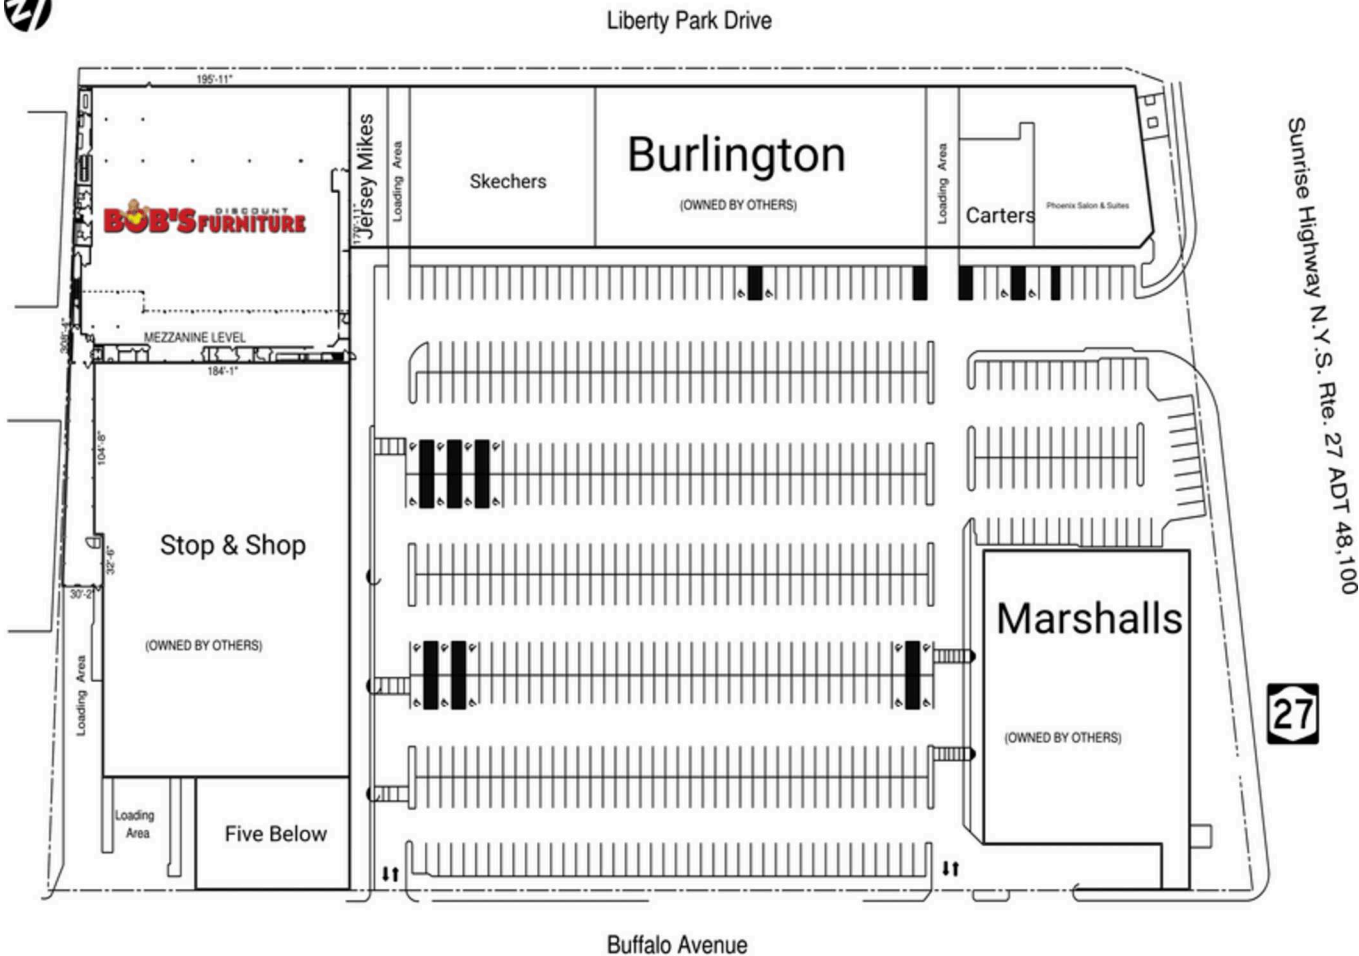 Liberty Park Drive
195'-11"
Jersey Mikes
Loading Area
Skechers
Burlington
(OWNED BY OTHERS)
Loading Area
Carters
Phoenix Salon & Suites
BOB'S DISCOUNT
FURNITURE
Sunrise Highway N.Y.S. Rte. 27 ADT 48,100
MEZZANINE LEVEL
184'-1"
104'-8"
Stop & Shop
32'-6"
30'-2"
(OWNED BY OTHERS)
Loading Area
Marshalls
(OWNED BY OTHERS)
27
Loading
Area
Five Below
Buffalo Avenue